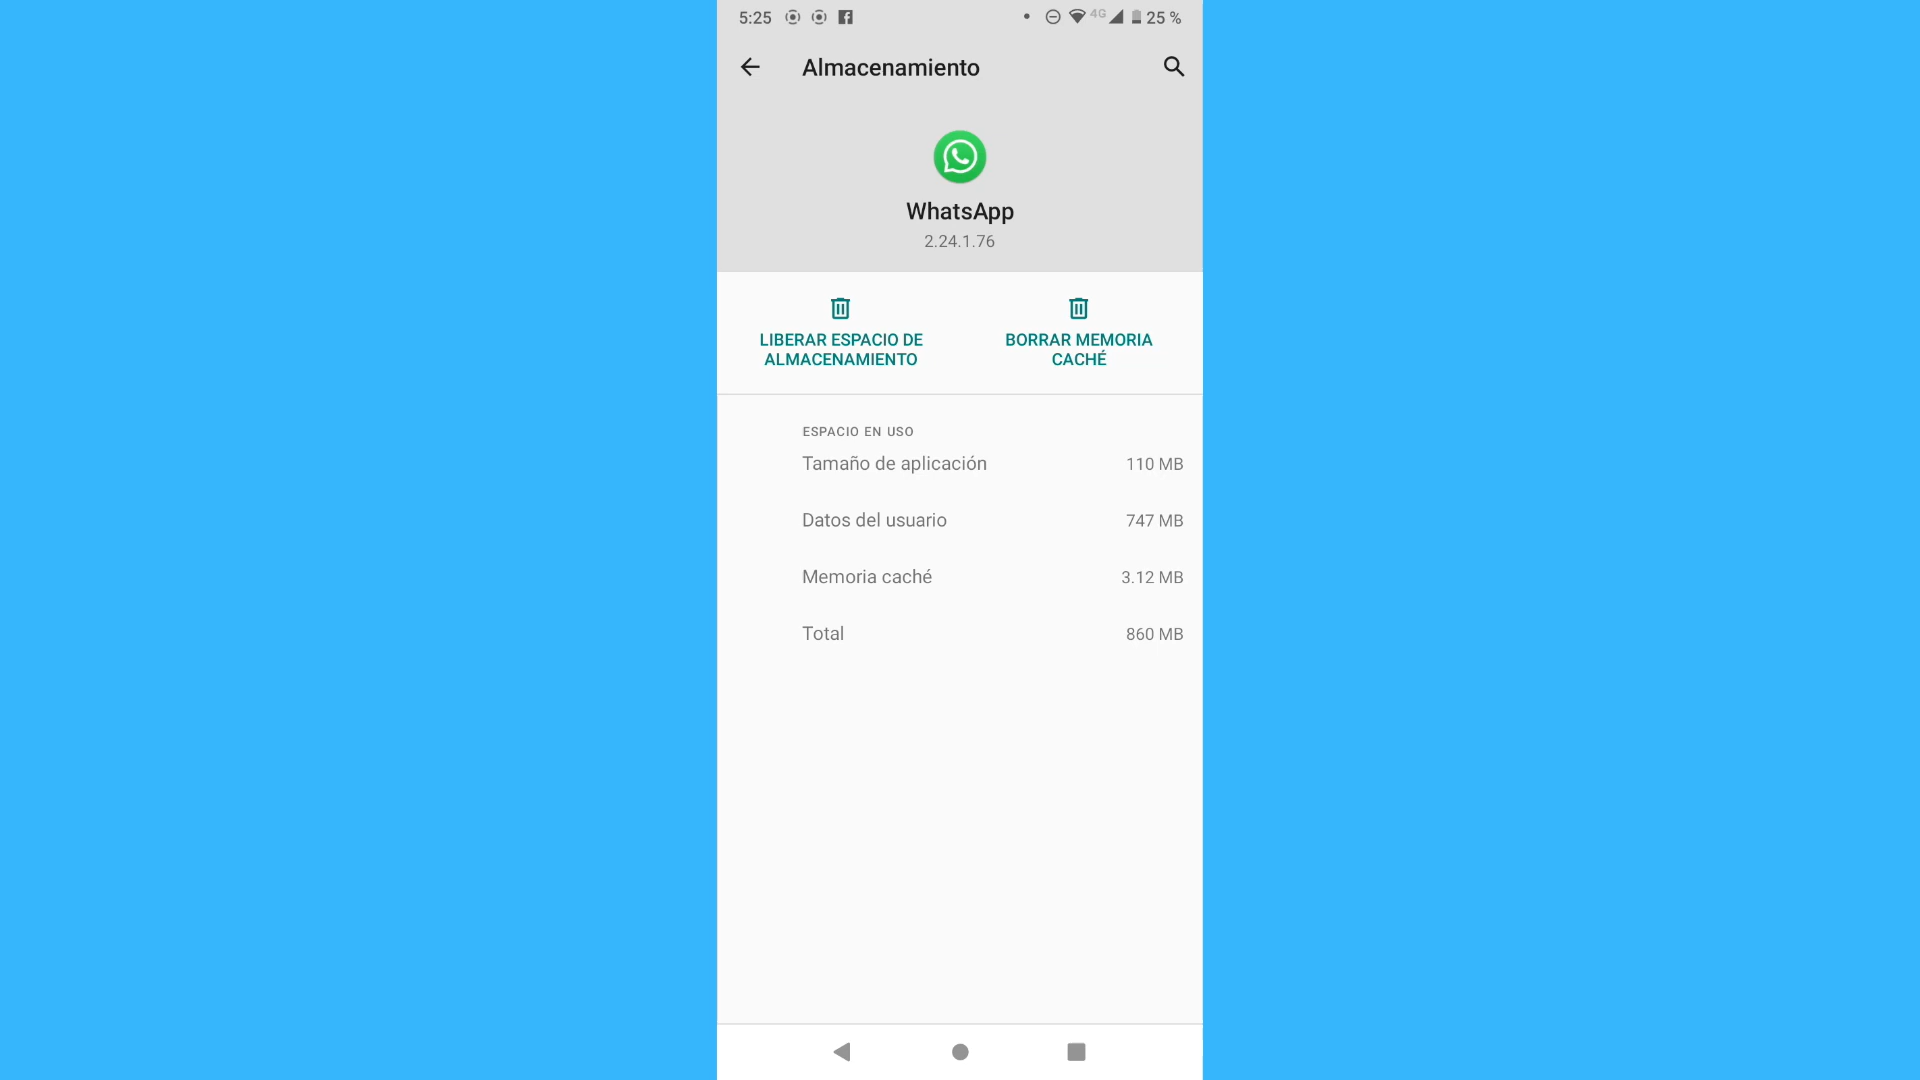 5:25
4G
25 %
Almacenamiento
WhatsApp
2.24.1.76
LIBERAR ESPACIO DE
ALMACENAMIENTO
BORRAR MEMORIA
CACHÉ
ESPACIO EN USO
Tamaño de aplicación 110 MB
Datos del usuario 747 MB
Memoria caché 3.12 MB
Total 860 MB